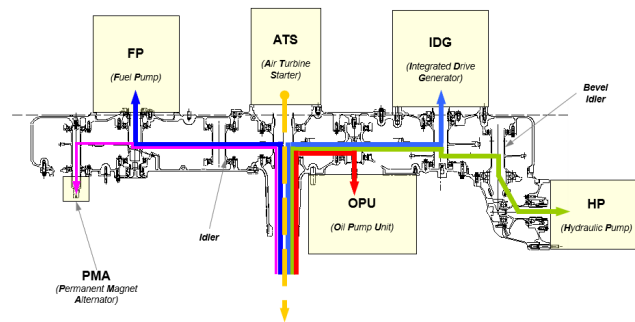 FP
(Fuel Pump)
ATS
(Air Turbine
Starter)
IDG
(Integrated Drive
Generator)
Bevel
Idler
Idler
OPU
(Oil Pump Unit)
HP
(Hydraulic Pump)
PMA
(Permanent Magnet
Alternator)